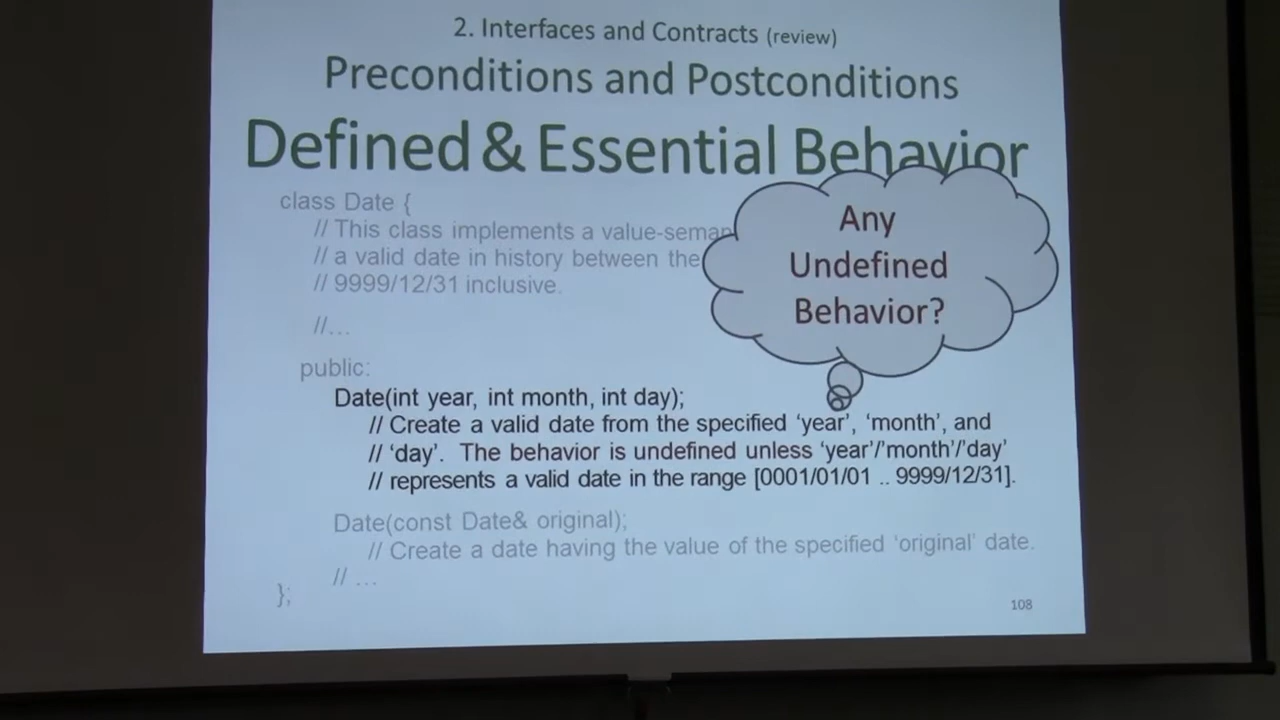 2. Interfaces and Contracts (review)
Preconditions and Postconditions
Defined & Essential Behavior
class Date {
// This class implements a value-seman
// a valid date in history between the
// 9999/12/31 inclusive.
//…
public:
Date(int year, int month, int day);
// Create a valid date from the specified ‘year’, ‘month’, and
// ‘day’. The behavior is undefined unless ‘year’/’month’/’day’
// represents a valid date in the range [0001/01/01 .. 9999/12/31].
Date(const Date& original);
// Create a date having the value of the specified ‘original’ date.
// …
};
Any
Undefined
Behavior?
108